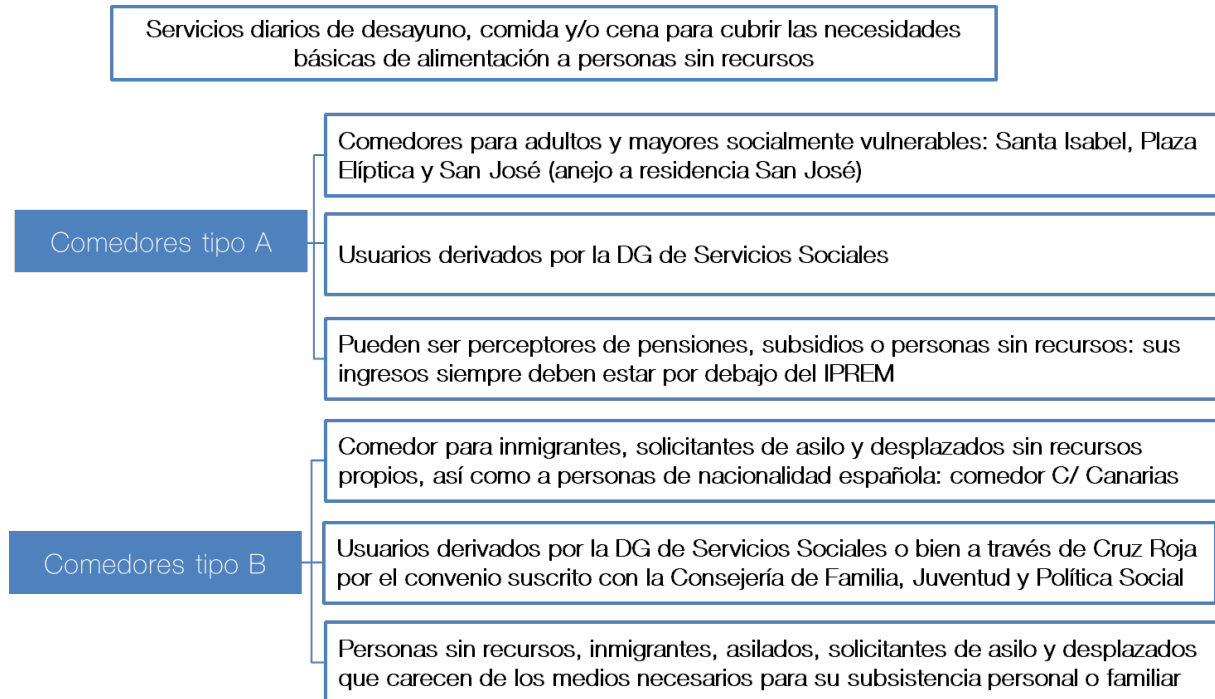 Servicios diarios de desayuno, comida y/o cena para cubrir las necesidades
básicas de alimentación a personas sin recursos
Comedores tipo A
Comedores para adultos y mayores socialmente vulnerables: Santa Isabel, Plaza
Elíptica y San José (anejo a residencia San José)
Usuarios derivados por la DG de Servicios Sociales
Pueden ser perceptores de pensiones, subsidios o personas sin recursos: sus
ingresos siempre deben estar por debajo del IPREM
Comedores tipo B
Comedor para inmigrantes, solicitantes de asilo y desplazados sin recursos
propios, así como a personas de nacionalidad española: comedor C/ Canarias
Usuarios derivados por la DG de Servicios Sociales o bien a través de Cruz Roja
por el convenio suscrito con la Consejería de Familia, Juventud y Política Social
Personas sin recursos, inmigrantes, asilados, solicitantes de asilo y desplazados
que carecen de los medios necesarios para su subsistencia personal o familiar